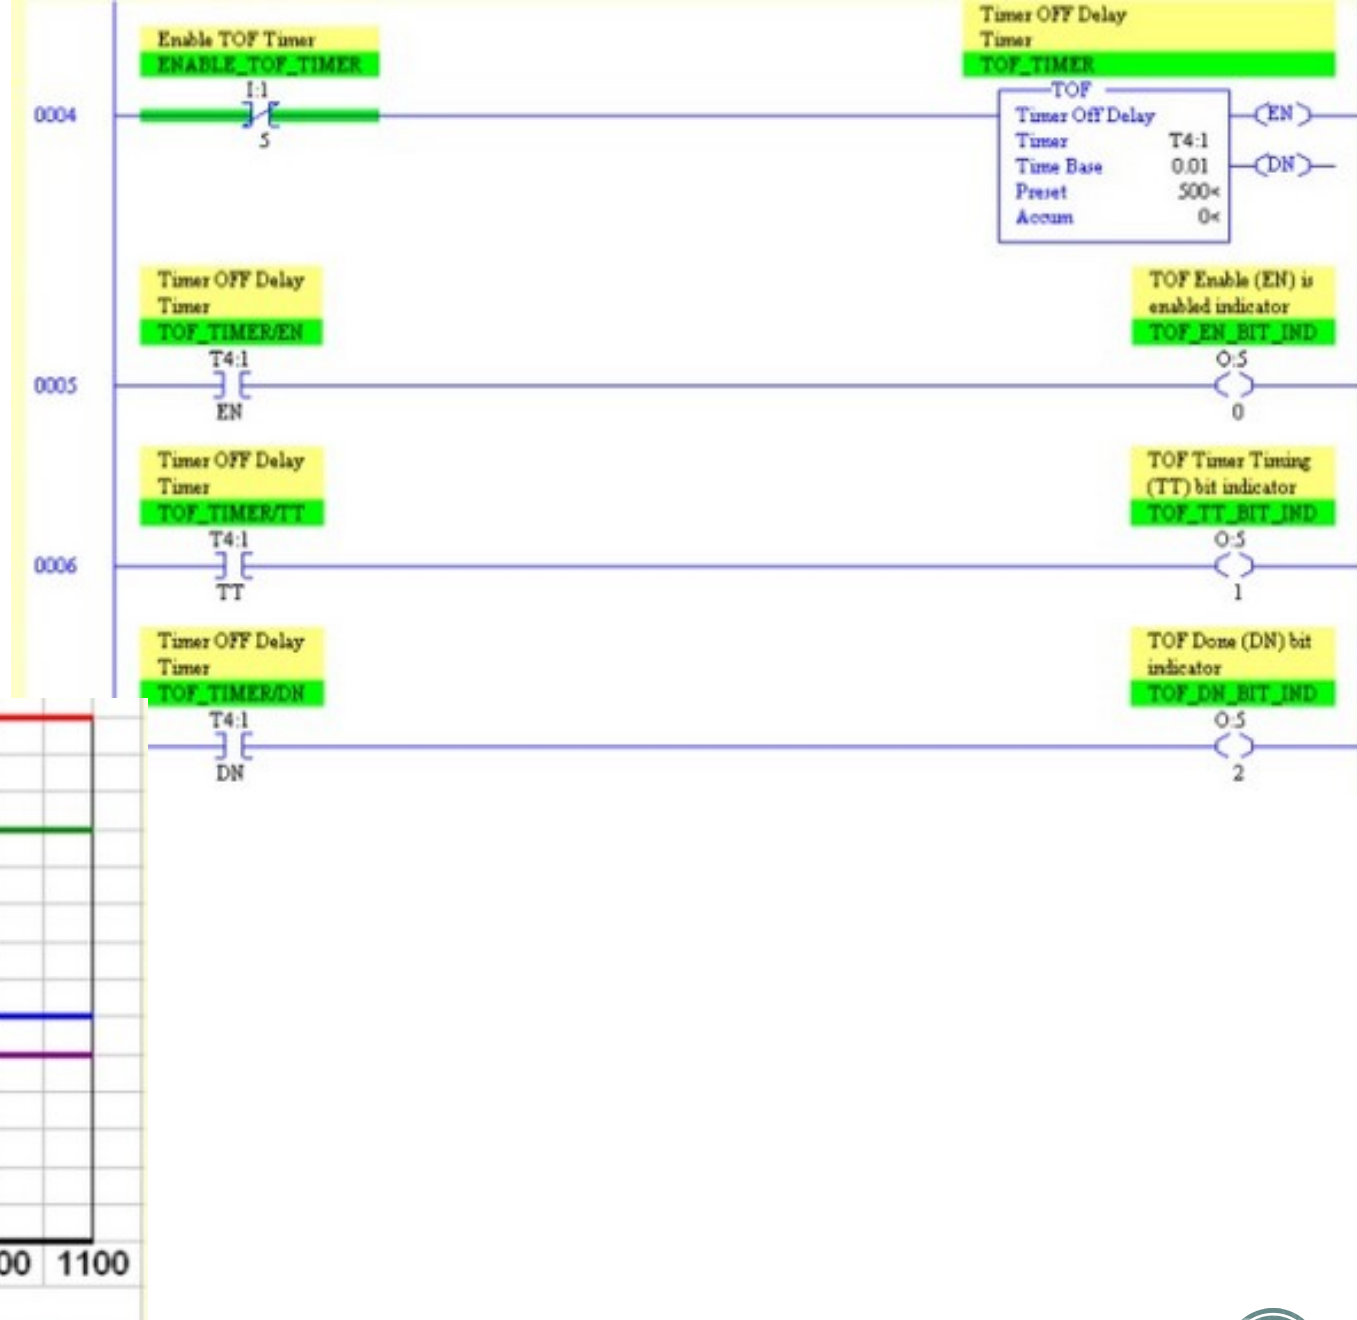 Enable TOF Timer
ENABLE_TOF_TIMER
I:1
5
0004
Timer OFF Delay
Timer
TOF_TIMER
TOF
Timer Off Delay
Timer T4:1
Time Base 0.01
Preset 500<
Accum 0<
EN
DN
Timer OFF Delay
Timer
TOF_TIMER/EN
T4:1
EN
0005
TOF Enable (EN) is
enabled indicator
TOF_EN_BIT_IND
O:5
0
Timer OFF Delay
Timer
TOF_TIMER/TT
T4:1
TT
0006
TOF Timer Timing
(TT) bit indicator
TOF_TT_BIT_IND
O:5
1
Timer OFF Delay
Timer
TOF_TIMER/DN
T4:1
DN
TOF Done (DN) bit
indicator
TOF_DN_BIT_IND
O:5
2
00 1100